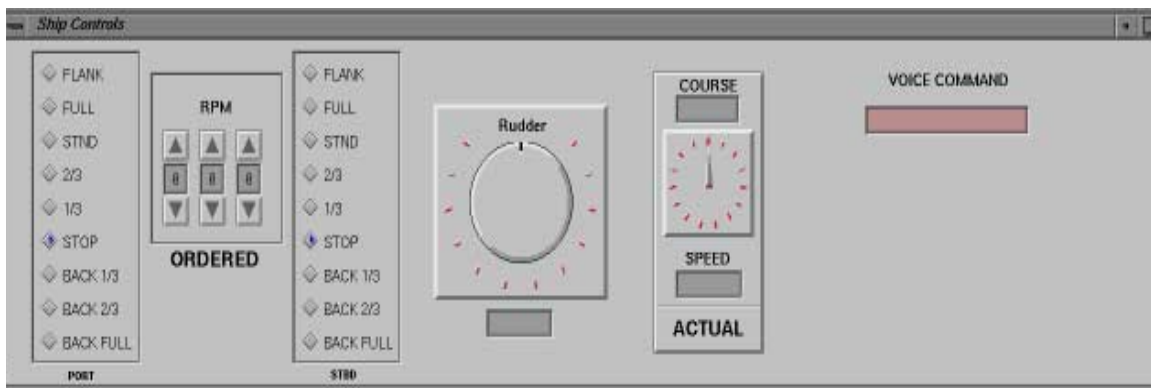 Ship Controls
FLANK
FULL
STND
2/3
1/3
STOP
BACK 1/3
BACK 2/3
BACK FULL
PORT
RPM
0 0 0
ORDERED
FLANK
FULL
STND
2/3
1/3
STOP
BACK 1/3
BACK 2/3
BACK FULL
STBD
Rudder
COURSE
SPEED
ACTUAL
VOICE COMMAND